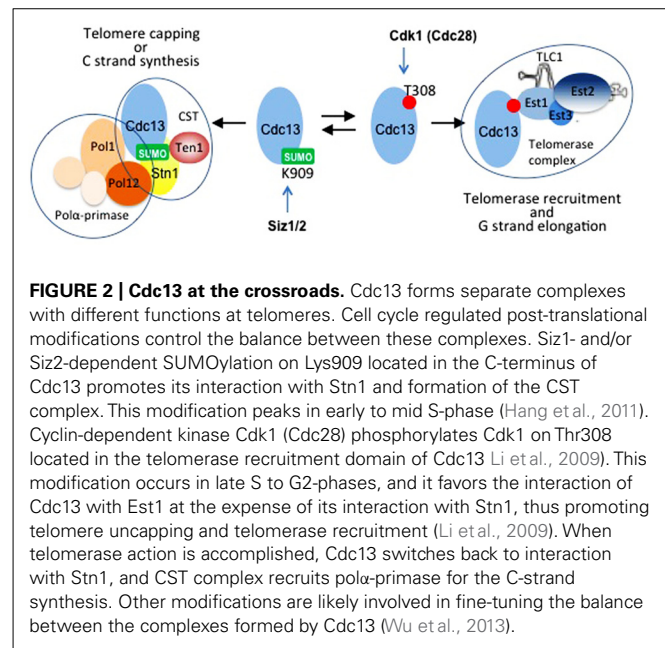 Telomere capping
or
C strand synthesis
Cdk1 (Cdc28)
TLC1
T308
Cdc13
CST
Cdc13
Cdc13
Est1
Est2
Est3
Cdc13
Pol1
SUMO
Ten1
SUMO
Telomerase
complex
Stn1
K909
Pol12
Polα-primase
Siz1/2
Telomerase recruitment
and
G strand elongation
FIGURE 2 | Cdc13 at the crossroads. Cdc13 forms separate complexes
with different functions at telomeres. Cell cycle regulated post-translational
modifications control the balance between these complexes. Siz1- and/or
Siz2-dependent SUMOylation on Lys909 located in the C-terminus of
Cdc13 promotes its interaction with Stn1 and formation of the CST
complex. This modification peaks in early to mid S-phase (Hang et al., 2011).
Cyclin-dependent kinase Cdk1 (Cdc28) phosphorylates Cdk1 on Thr308
located in the telomerase recruitment domain of Cdc13 Li et al., 2009). This
modification occurs in late S to G2-phases, and it favors the interaction of
Cdc13 with Est1 at the expense of its interaction with Stn1, thus promoting
telomere uncapping and telomerase recruitment (Li et al., 2009). When
telomerase action is accomplished, Cdc13 switches back to interaction
with Stn1, and CST complex recruits polα-primase for the C-strand
synthesis. Other modifications are likely involved in fine-tuning the balance
between the complexes formed by Cdc13 (Wu et al., 2013).